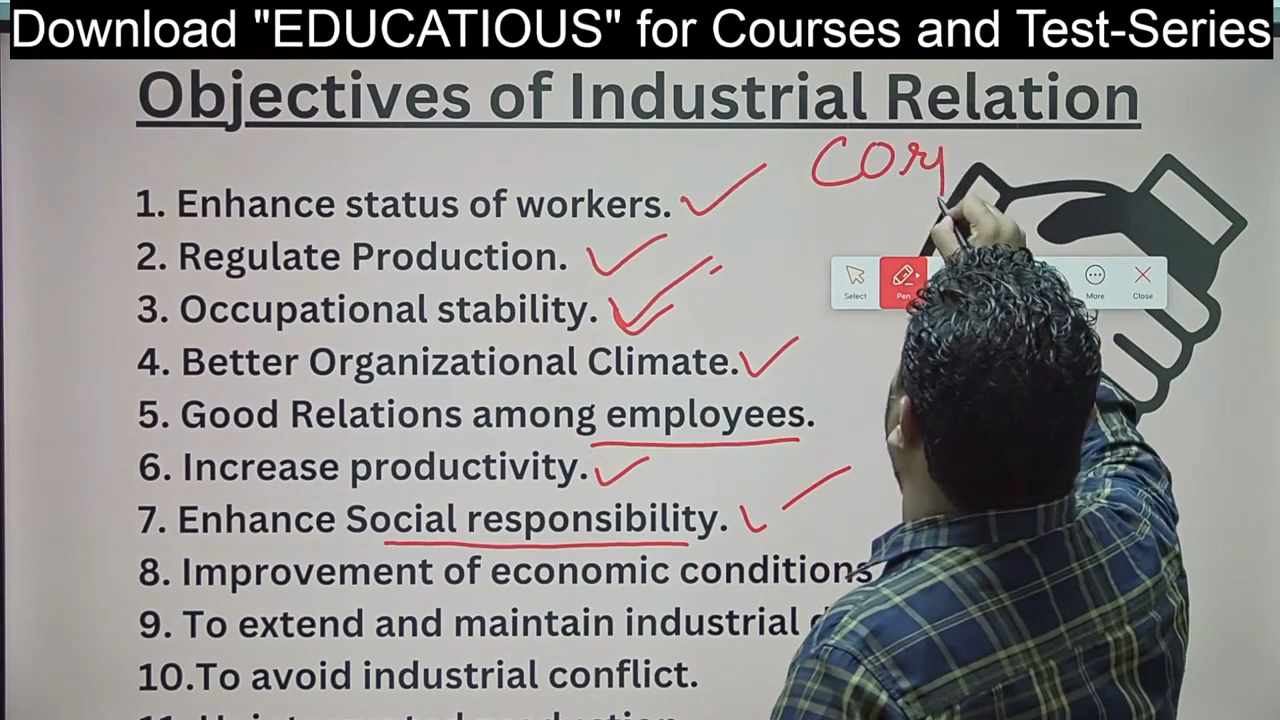 Download "EDUCATIOUS" for Courses and Test-Series
Objectives of Industrial Relation
1. Enhance status of workers.
2. Regulate Production.
3. Occupational stability.
4. Better Organizational Climate.
5. Good Relations among employees.
6. Increase productivity.
7. Enhance Social responsibility.
8. Improvement of economic conditions
9. To extend and maintain industrial
10.To avoid industrial conflict.
Select
Pen
More
Close